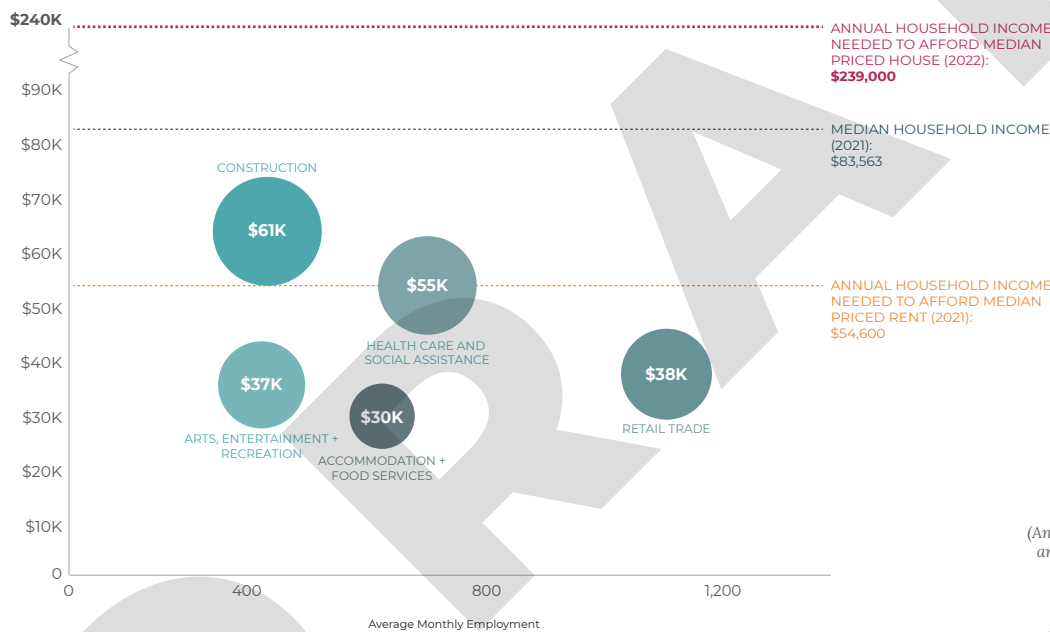 $240K
ANNUAL HOUSEHOLD INCOME
NEEDED TO AFFORD MEDIAN
PRICED HOUSE (2022):
$239,000
$90K
MEDIAN HOUSEHOLD INCOME
(2021):
$83,563
$80K
CONSTRUCTION
$70K
$61K
$60K
$55K
ANNUAL HOUSEHOLD INCOME
NEEDED TO AFFORD MEDIAN
PRICED RENT (2021):
$54,600
$50K
HEALTH CARE AND
SOCIAL ASSISTANCE
$40K
$37K
$38K
$30K
$30K
RETAIL TRADE
ARTS, ENTERTAINMENT +
RECREATION
ACCOMMODATION +
FOOD SERVICES
$20K
$10K
0
0 400 800 1,200
Average Monthly Employment
RA